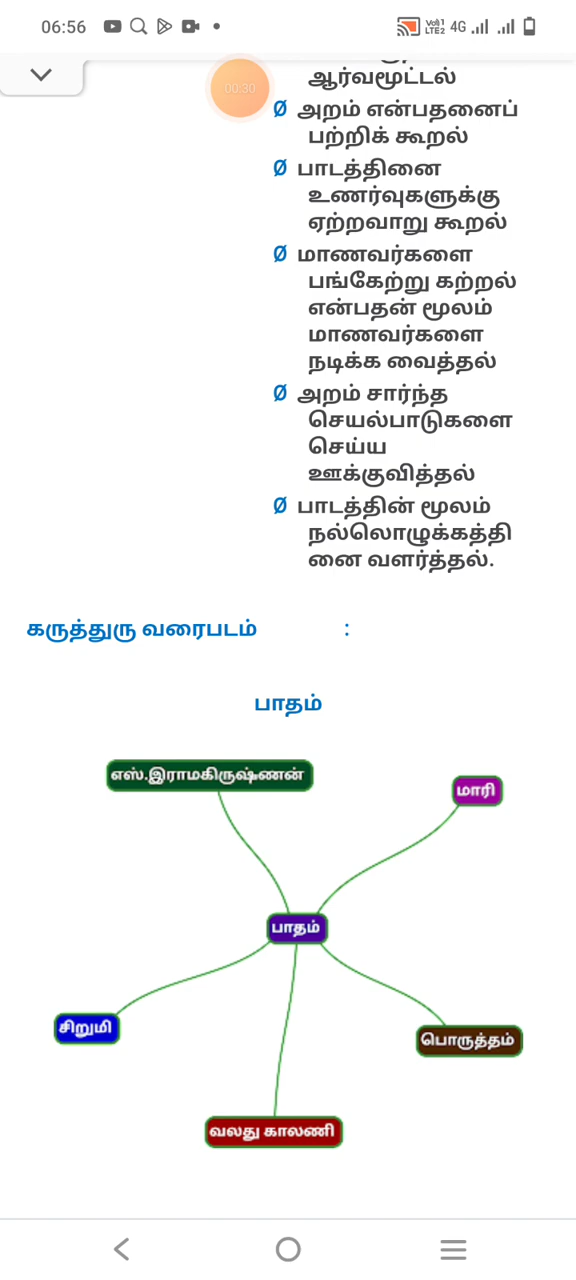 06:56
4G
00:30
ஆர்வமூட்டல்
Ø அறம் என்பதனைப்
பற்றிக் கூறல்
Ø பாடத்தினை
உணர்வுகளுக்கு
ஏற்றவாறு கூறல்
Ø மாணவர்களை
பங்கேற்று கற்றல்
என்பதன் மூலம்
மாணவர்களை
நடிக்க வைத்தல்
Ø அறம் சார்ந்த
செயல்பாடுகளை
செய்ய
ஊக்குவித்தல்
Ø பாடத்தின் மூலம்
நல்லொழுக்கத்தி
னை வளர்த்தல்.
கருத்துரு வரைபடம் :
பாதம்
எஸ்.இராமகிருஷ்ணன்
மாரி
பாதம்
சிறுமி
பொருத்தம்
வலது காலணி